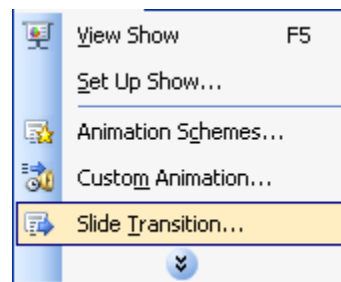 View Show F5
Set Up Show...
Animation Schemes...
Custom Animation...
Slide Transition...